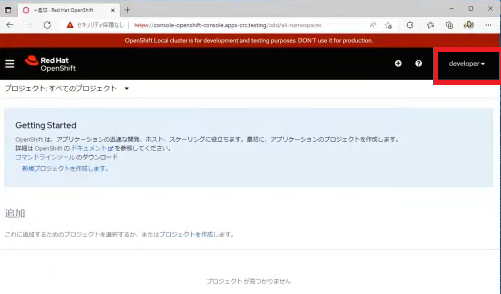 +追加 · Red Hat OpenShift
セキュリティ保護なし
https://console-openshift-console.apps-crc.testing/add/all-namespaces
OpenShift Local cluster is for development and testing purposes. DON'T use it for production.
Red Hat
OpenShift
developer
プロジェクト: すべてのプロジェクト
Getting Started
OpenShift は、アプリケーションの迅速な開発、ホスト、スケーリングに役立ちます。最初に、アプリケーションのプロジェクトを作成します。
詳細は OpenShift の ドキュメント を参照してください。
コマンドラインツール のダウンロード
新規プロジェクトを作成します。
追加
これに追加するためのプロジェクトを選択するか、またはプロジェクトを作成します。
プロジェクトが見つかりません